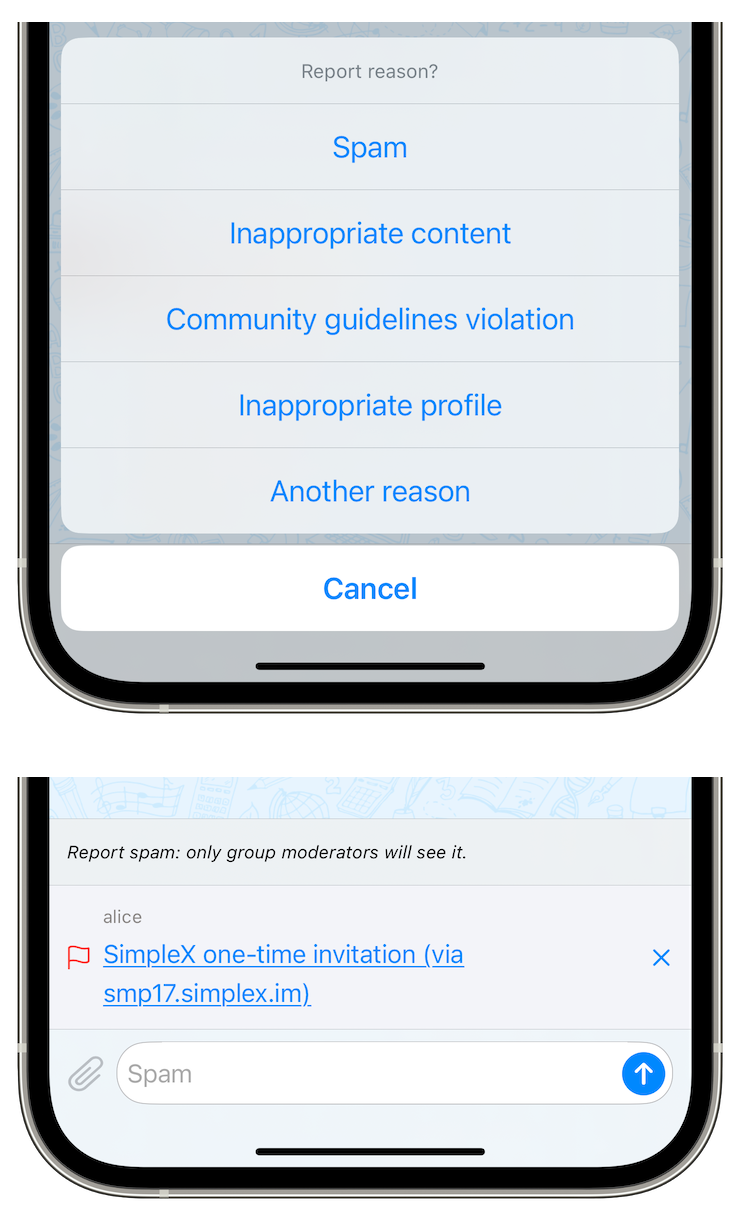 Report reason?
Spam
Inappropriate content
Community guidelines violation
Inappropriate profile
Another reason
Cancel
Report spam: only group moderators will see it.
alice
SimpleX one-time invitation (via
smp17.simplex.im)
Spam